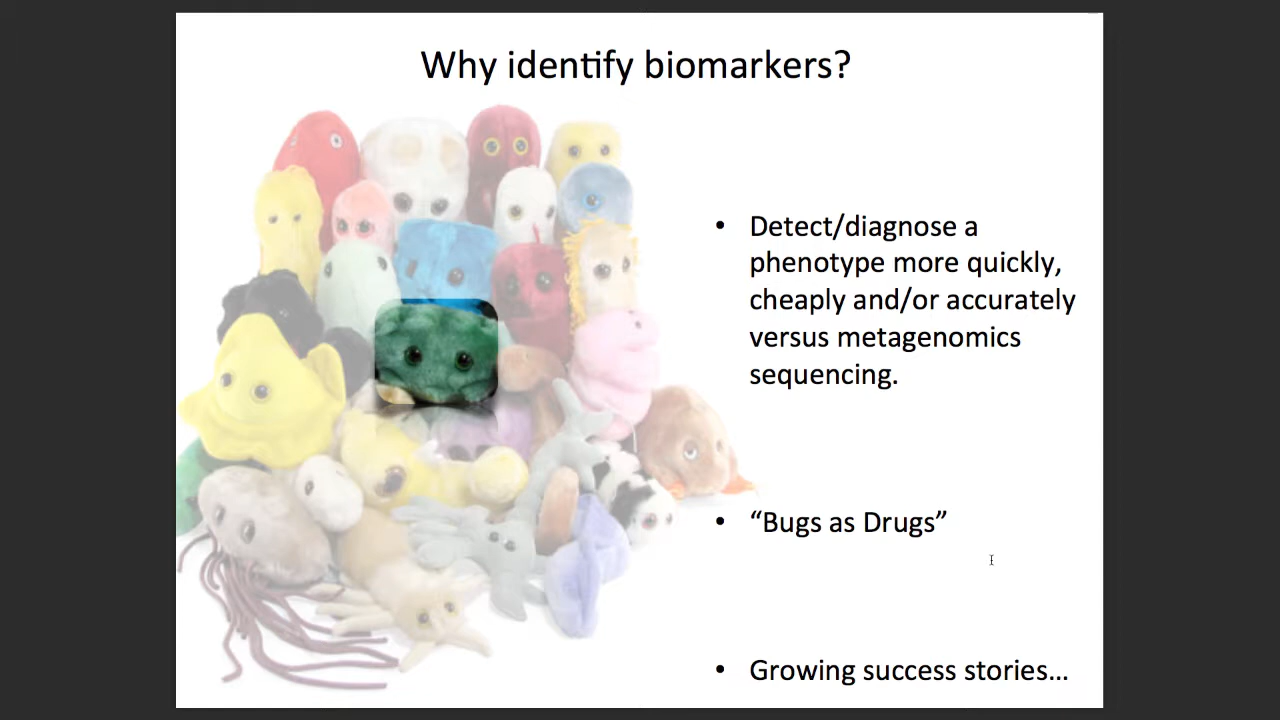 Why identify biomarkers?
• Detect/diagnose a
phenotype more quickly,
cheaply and/or accurately
versus metagenomics
sequencing.
• “Bugs as Drugs”
• Growing success stories…